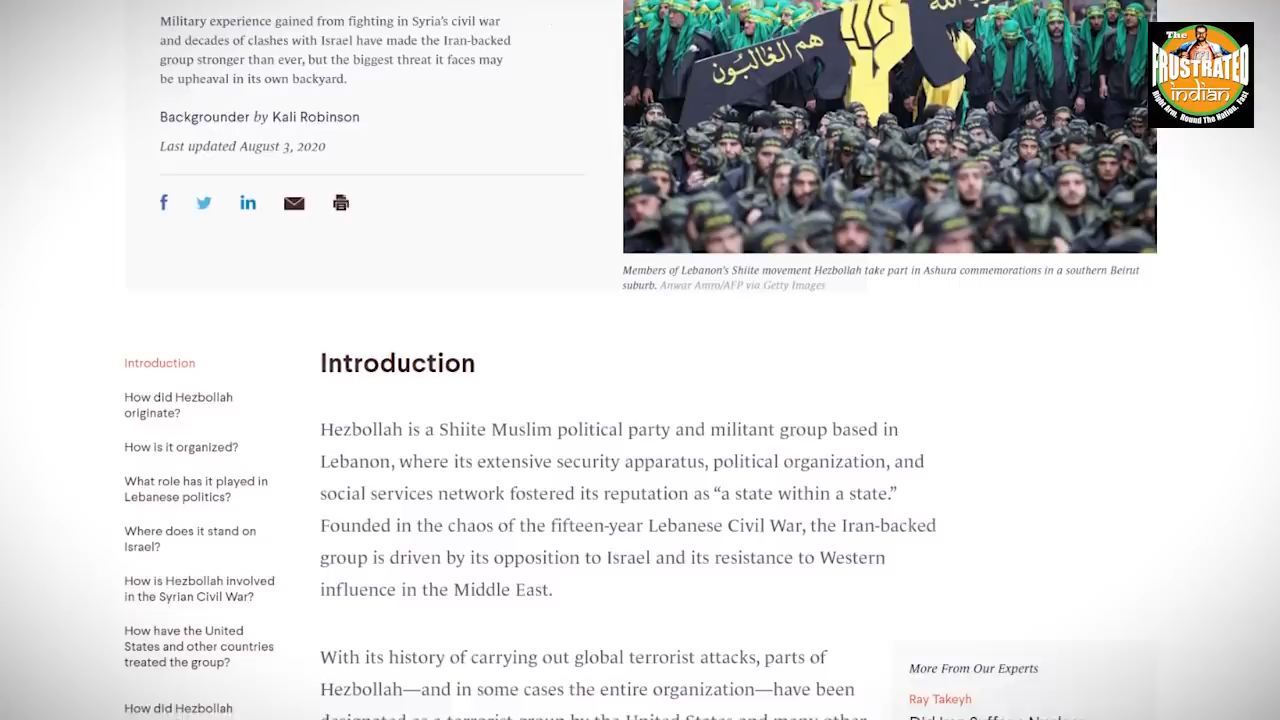 Military experience gained from fighting in Syria's civil war
and decades of clashes with Israel have made the Iran-backed
group stronger than ever, but the biggest threat it faces may
be upheaval in its own backyard.
Backgrounder by Kali Robinson
Last updated August 3, 2020
هم الغالبون
The
FRUSTRATED
indian
Right Arm, Round The Nation, Fast
Members of Lebanon's Shiite movement Hezbollah take part in Ashura commemorations in a southern Beirut
suburb. Anwar Amro/AFP via Getty Images
Introduction
How did Hezbollah
originate?
How is it organized?
What role has it played in
Lebanese politics?
Where does it stand on
Israel?
How is Hezbollah involved
in the Syrian Civil War?
How have the United
States and other countries
treated the group?
How did Hezbollah
Introduction
Hezbollah is a Shiite Muslim political party and militant group based in
Lebanon, where its extensive security apparatus, political organization, and
social services network fostered its reputation as “a state within a state.”
Founded in the chaos of the fifteen-year Lebanese Civil War, the Iran-backed
group is driven by its opposition to Israel and its resistance to Western
influence in the Middle East.
With its history of carrying out global terrorist attacks, parts of
Hezbollah—and in some cases the entire organization—have been
designated as a terrorist group by the United States and many other
More From Our Experts
Ray Takeyh